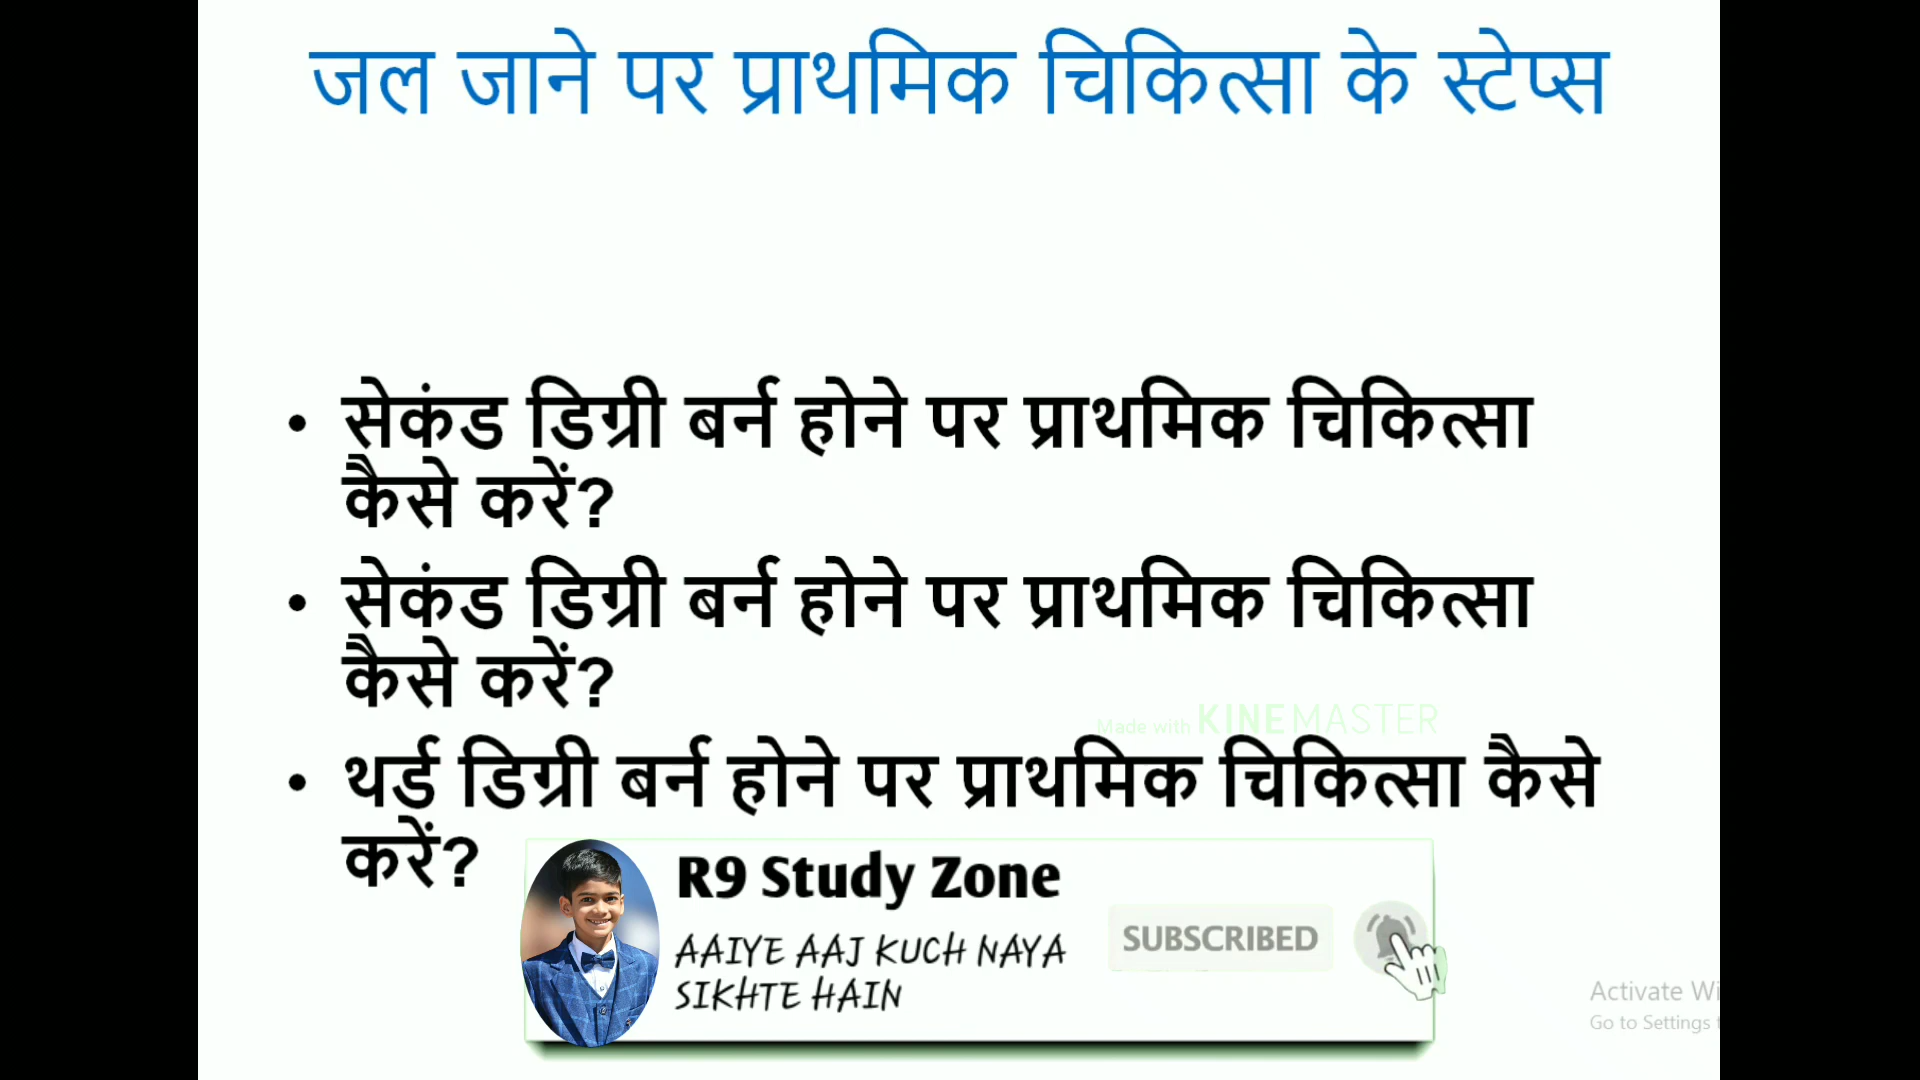 जल जाने पर प्राथमिक चिकित्सा के स्टेप्स
• सेकंड डिग्री बर्न होने पर प्राथमिक चिकित्सा
कैसे करें?
• सेकंड डिग्री बर्न होने पर प्राथमिक चिकित्सा
कैसे करें?
Made with KINEMASTER
• थर्ड डिग्री बर्न होने पर प्राथमिक चिकित्सा कैसे
करें?
R9 Study Zone
AAIYE AAJ KUCH NAYA
SIKHTE HAIN
SUBSCRIBED
Activate Wi
Go to Settings